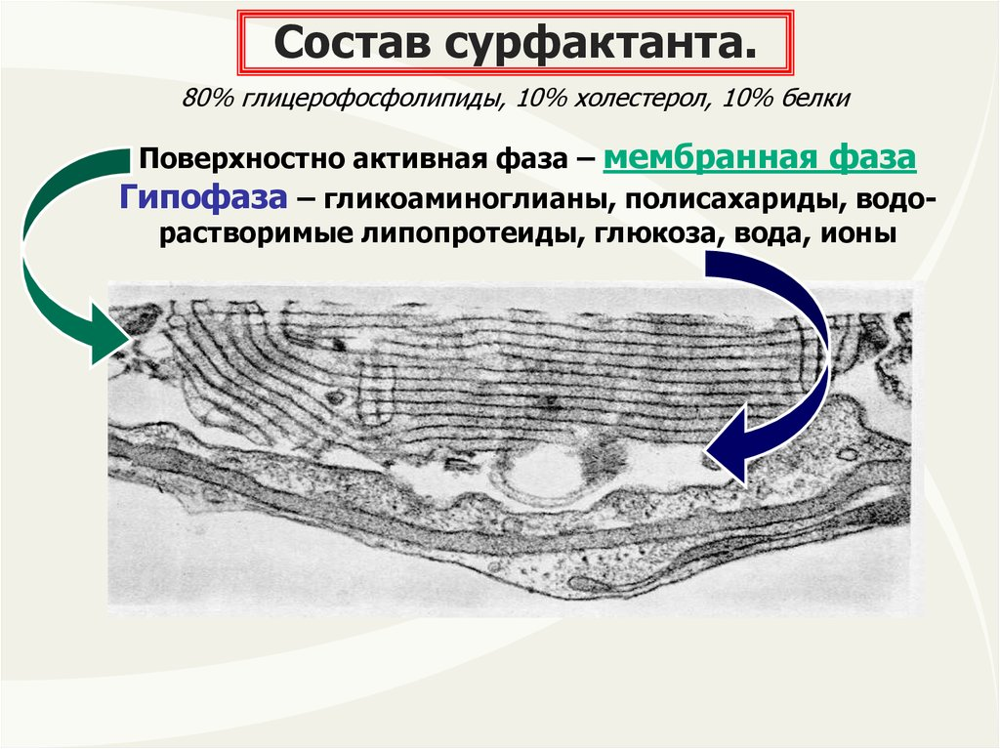 Состав сурфактанта.
80% глицерофосфолипиды, 10% холестерол, 10% белки
Поверхностно активная фаза – мембранная фаза
Гипофаза – гликоаминоглианы, полисахариды, водо-
растворимые липопротеиды, глюкоза, вода, ионы